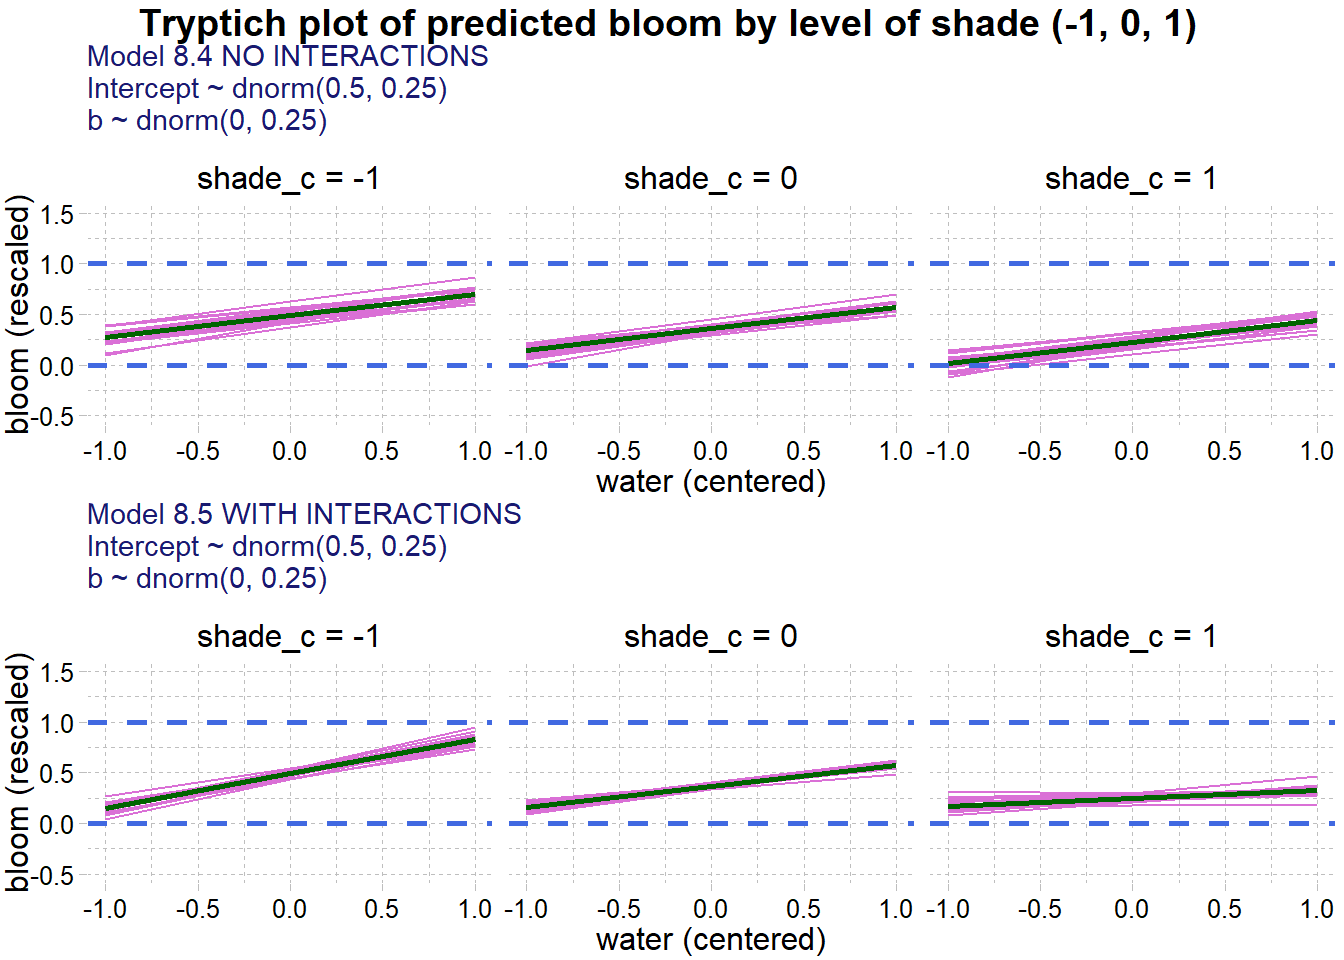 Tryptich plot of predicted bloom by level of shade (-1, 0, 1)
Model 8.4 NO INTERACTIONS
Intercept ~ dnorm(0.5, 0.25)
b ~ dnorm(0, 0.25)
shade_c = -1 shade_c = 0 shade_c = 1
bloom (rescaled)
1.5
1.0
0.5
0.0
-0.5
-1.0 -0.5 0.0 0.5 1.0 -1.0 -0.5 0.0 0.5 1.0 -1.0 -0.5 0.0 0.5 1.0
water (centered)
Model 8.5 WITH INTERACTIONS
Intercept ~ dnorm(0.5, 0.25)
b ~ dnorm(0, 0.25)
shade_c = -1 shade_c = 0 shade_c = 1
bloom (rescaled)
1.5
1.0
0.5
0.0
-0.5
-1.0 -0.5 0.0 0.5 1.0 -1.0 -0.5 0.0 0.5 1.0 -1.0 -0.5 0.0 0.5 1.0
water (centered)